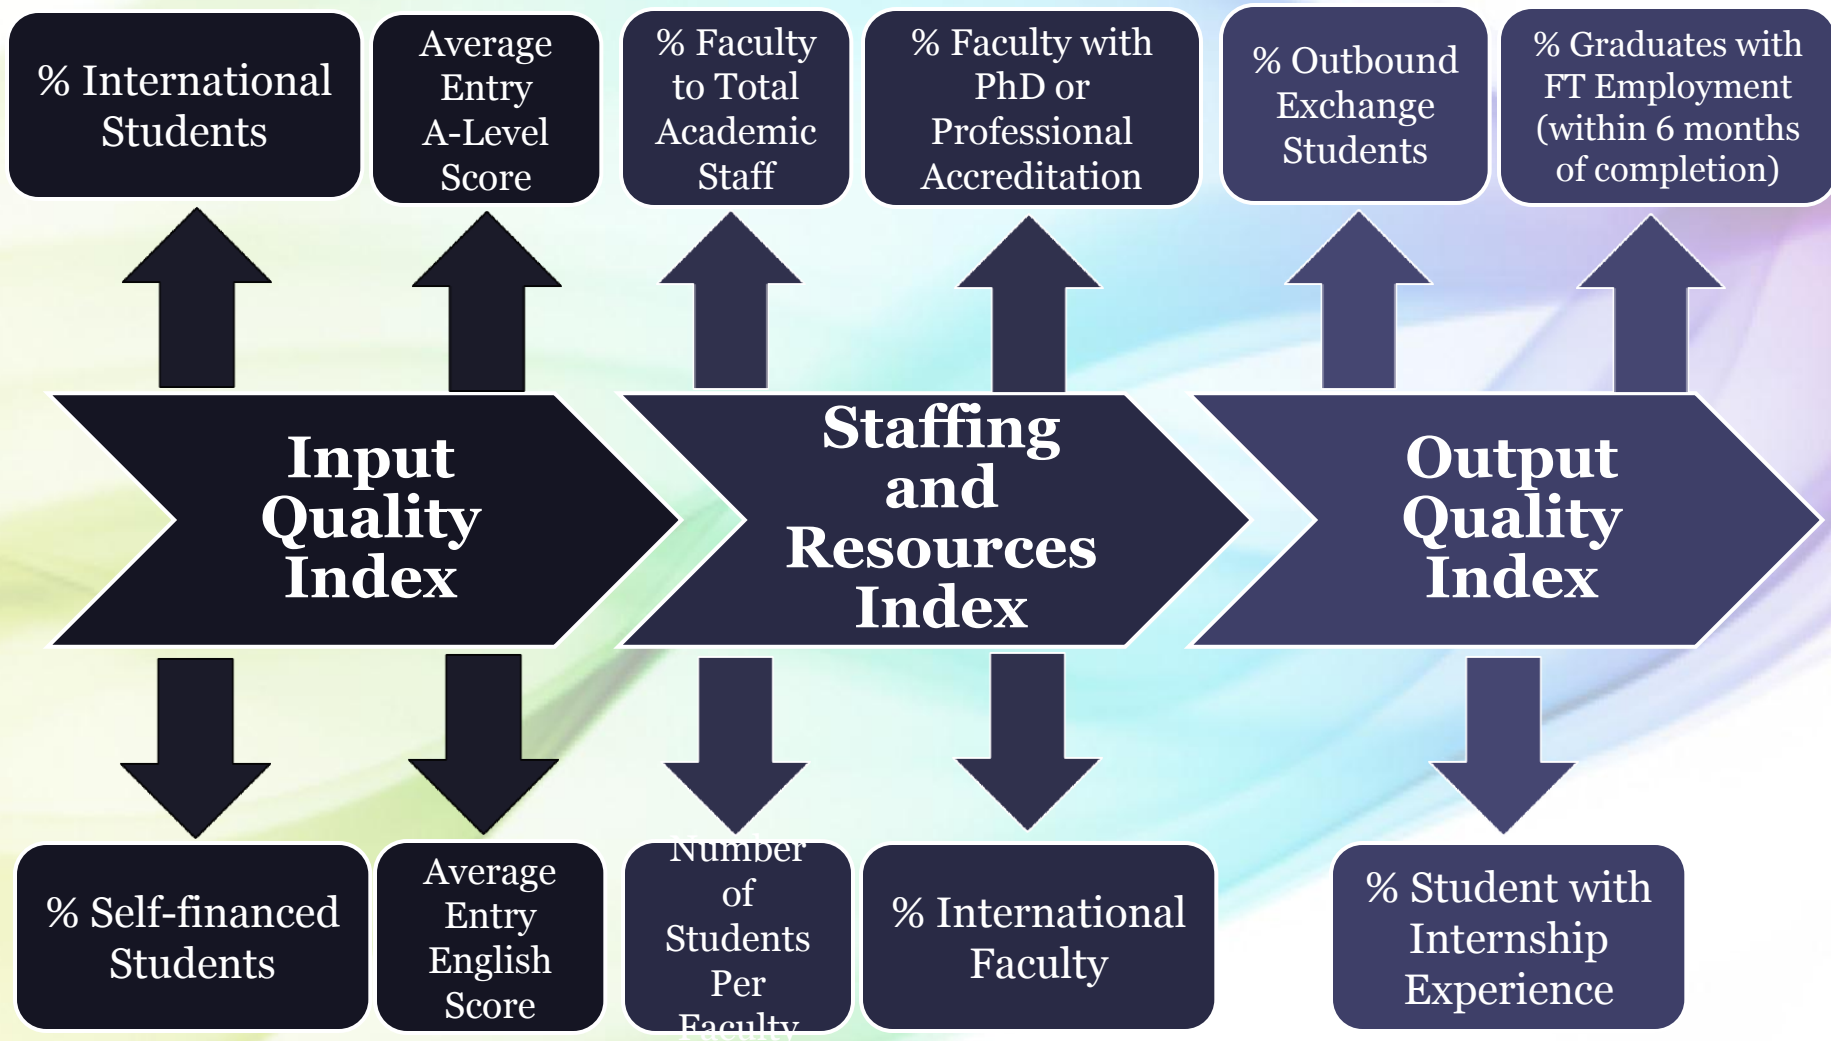 % International
Students
Average
Entry
A-Level
Score
% Faculty
to Total
Academic
Staff
% Faculty with
PhD or
Professional
Accreditation
% Outbound
Exchange
Students
% Graduates with
FT Employment
(within 6 months
of completion)
Input
Quality
Index
Staffing
and
Resources
Index
Output
Quality
Index
% Self-financed
Students
Average
Entry
English
Score
Number
of
Students
Per
Faculty
% International
Faculty
% Student with
Internship
Experience